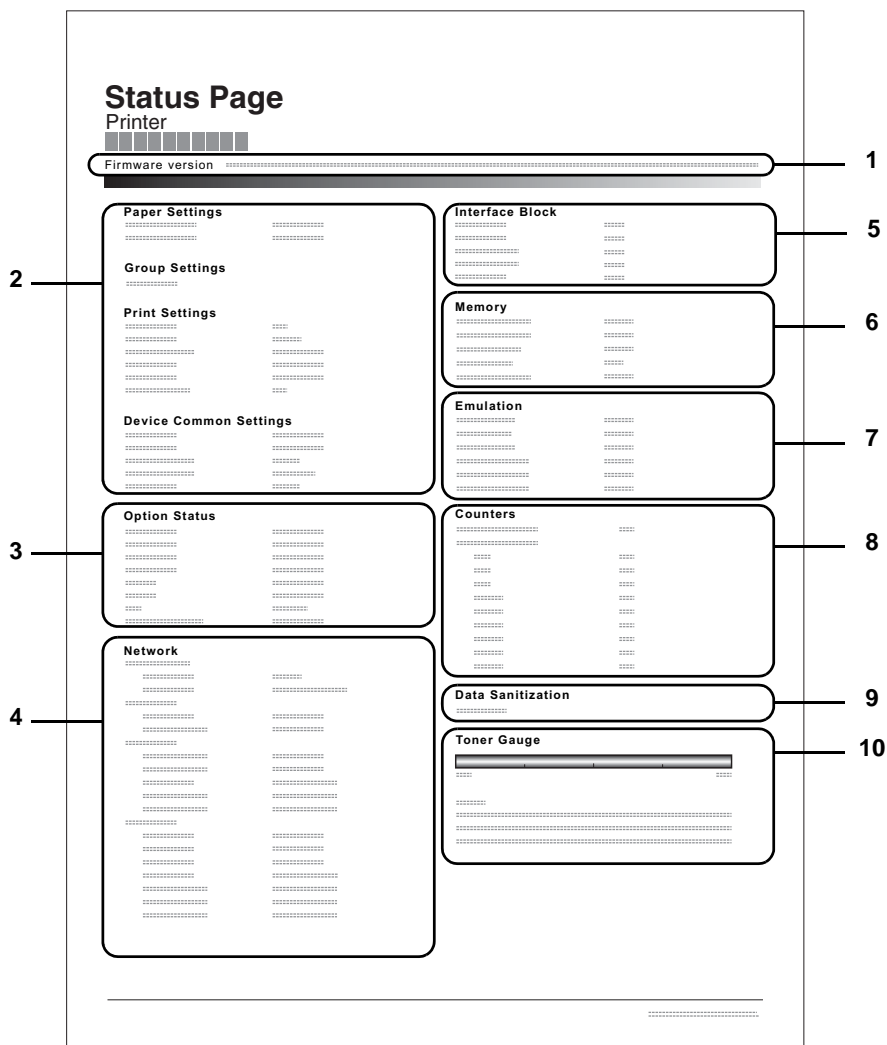 Status Page
Printer
Firmware version
1
Paper Settings
Group Settings
Print Settings
Device Common Settings
2
Option Status
3
Network
4
Interface Block
5
Memory
6
Emulation
7
Counters
8
Data Sanitization
9
Toner Gauge
10